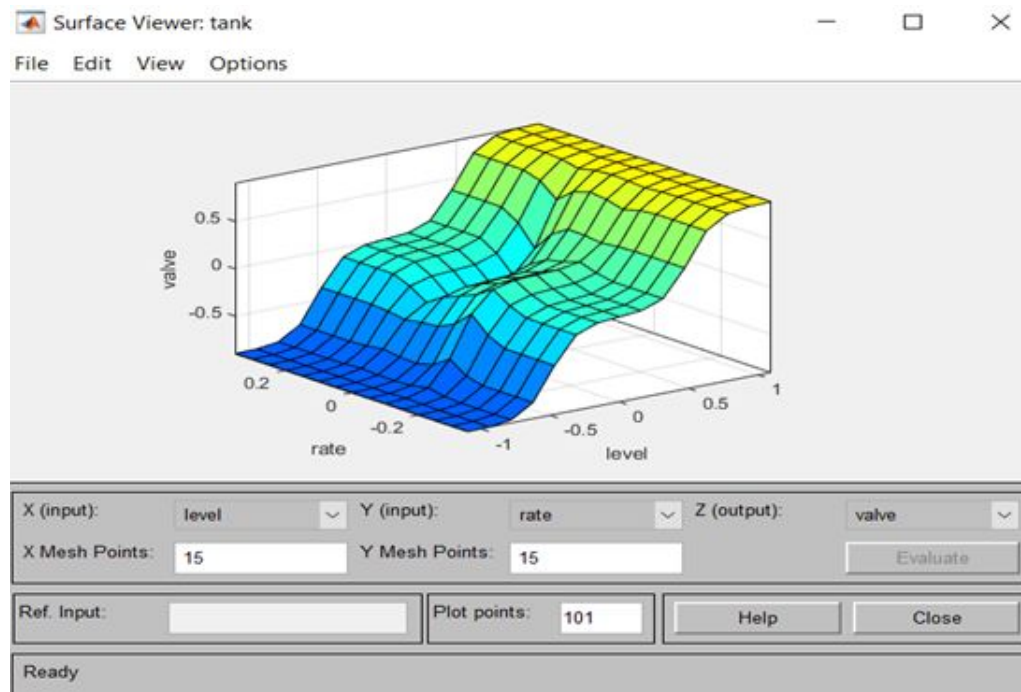 Surface Viewer: tank
File Edit View Options
0.5
0
-0.5
valve
0.2
0
-0.2
rate
-1
-0.5
0
0.5
1
level
X (input): level Y (input): rate Z (output): valve
X Mesh Points: 15 Y Mesh Points: 15 Evaluate
Ref. Input: Plot points: 101 Help Close
Ready